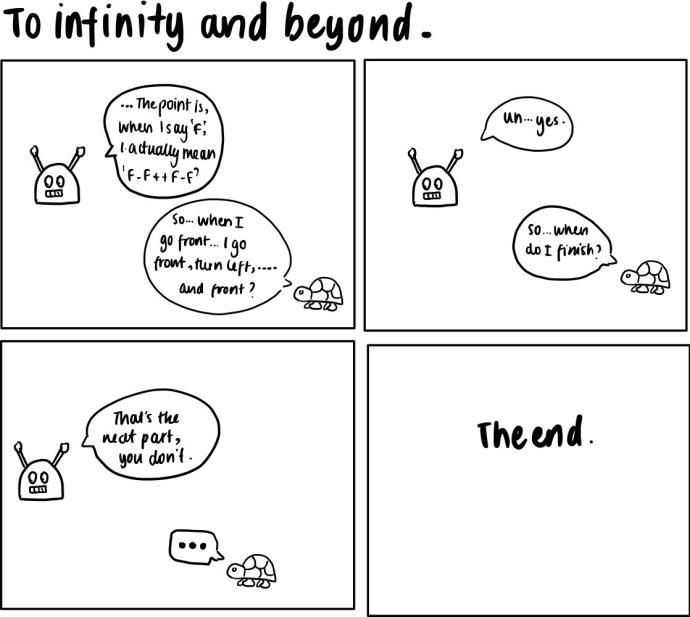 To infinity and beyond.
... The point is,
when I say 'F',
I actually mean
'F-F++F-F'
So... when I
go front... I go
front, turn left, ....
and front?
un... yes.
So... when
do I finish?
That's the
neat part,
you don't.
...
The end.